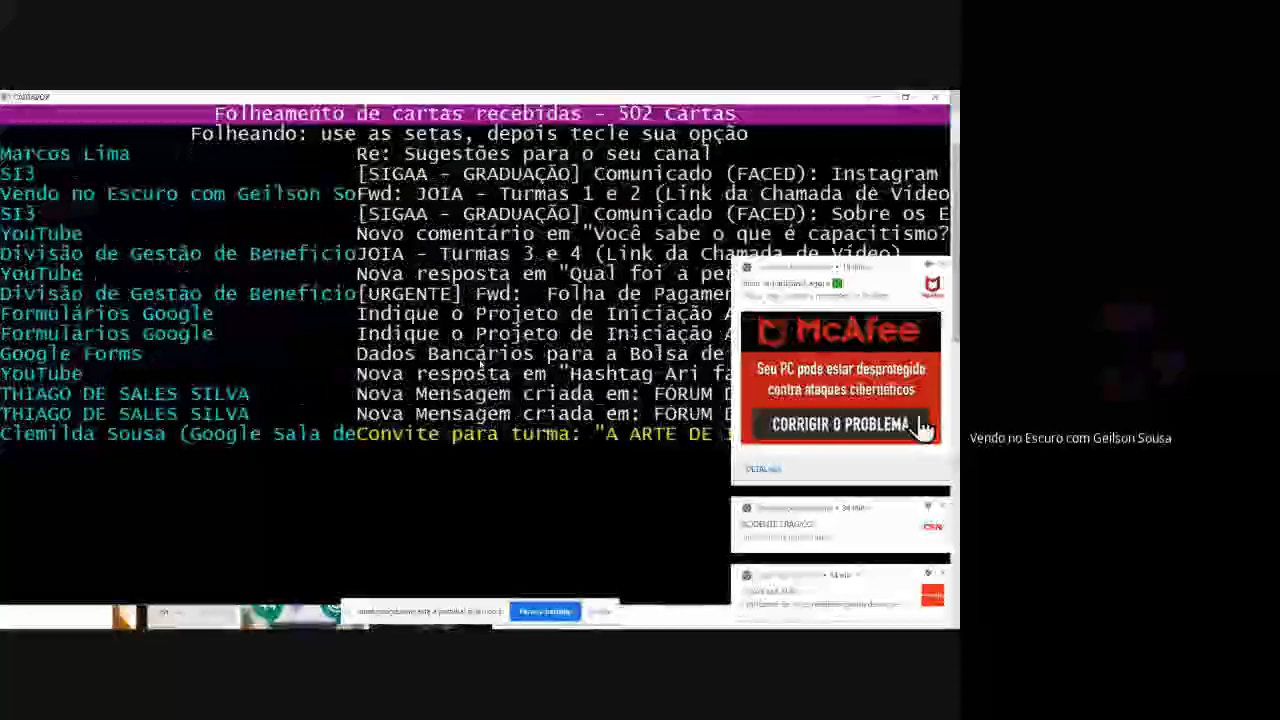 CARTAVOX
Folheamento de cartas recebidas - 502 Cartas
Folheando: use as setas, depois tecle sua opção
Marcos Lima Re: Sugestões para o seu canal
SI3 [SIGAA - GRADUAÇÃO] Comunicado (FACED): Instagram
Vendo no Escuro com Geilson So Fwd: JOIA - Turmas 1 e 2 (Link da Chamada de Vídeo
SI3 [SIGAA - GRADUAÇÃO] Comunicado (FACED): Sobre os E
YouTube Novo comentário em "Você sabe o que é capacitismo?
Divisão de Gestão de Benefício JOIA - Turmas 3 e 4 (Link da Chamada de Vídeo)
YouTube Nova resposta em "Qual foi a per
Divisão de Gestão de Benefício [URGENTE] Fwd: Folha de Pagamen
Formulários Google Indique o Projeto de Iniciação A
Formulários Google Indique o Projeto de Iniciação A
Google Forms Dados Bancários para a Bolsa de
YouTube Nova resposta em "Hashtag Ari fa
THIAGO DE SALES SILVA Nova Mensagem criada em: FÓRUM D
THIAGO DE SALES SILVA Nova Mensagem criada em: FÓRUM D
Clemilda Sousa (Google Sala de Convite para turma: "A ARTE DE I
McAfee
Seu PC pode estar desprotegido
contra ataques cibernéticos
CORRIGIR O PROBLEMA
Vendo no Escuro com Geilson Sousa